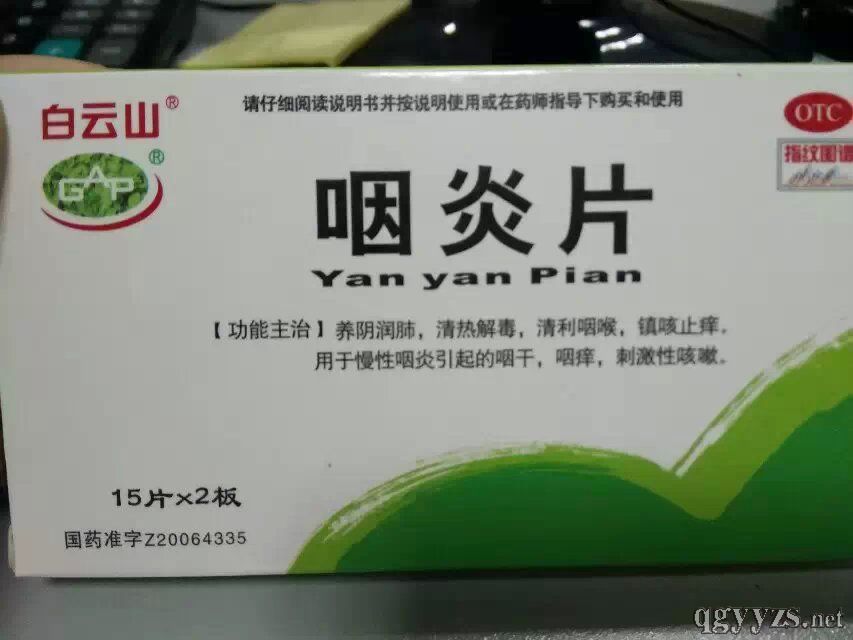 请仔细阅读说明书并按说明使用或在药师指导下购买和使用
白云山®
GAP®
OTC
指纹图谱
咽炎片
Yan yan Pian
【功能主治】养阴润肺,清热解毒,清利咽喉,镇咳止痒。
用于慢性咽炎引起的咽干,咽痒,刺激性咳嗽。
15片×2板
国药准字Z20064335
qgyyzs.net